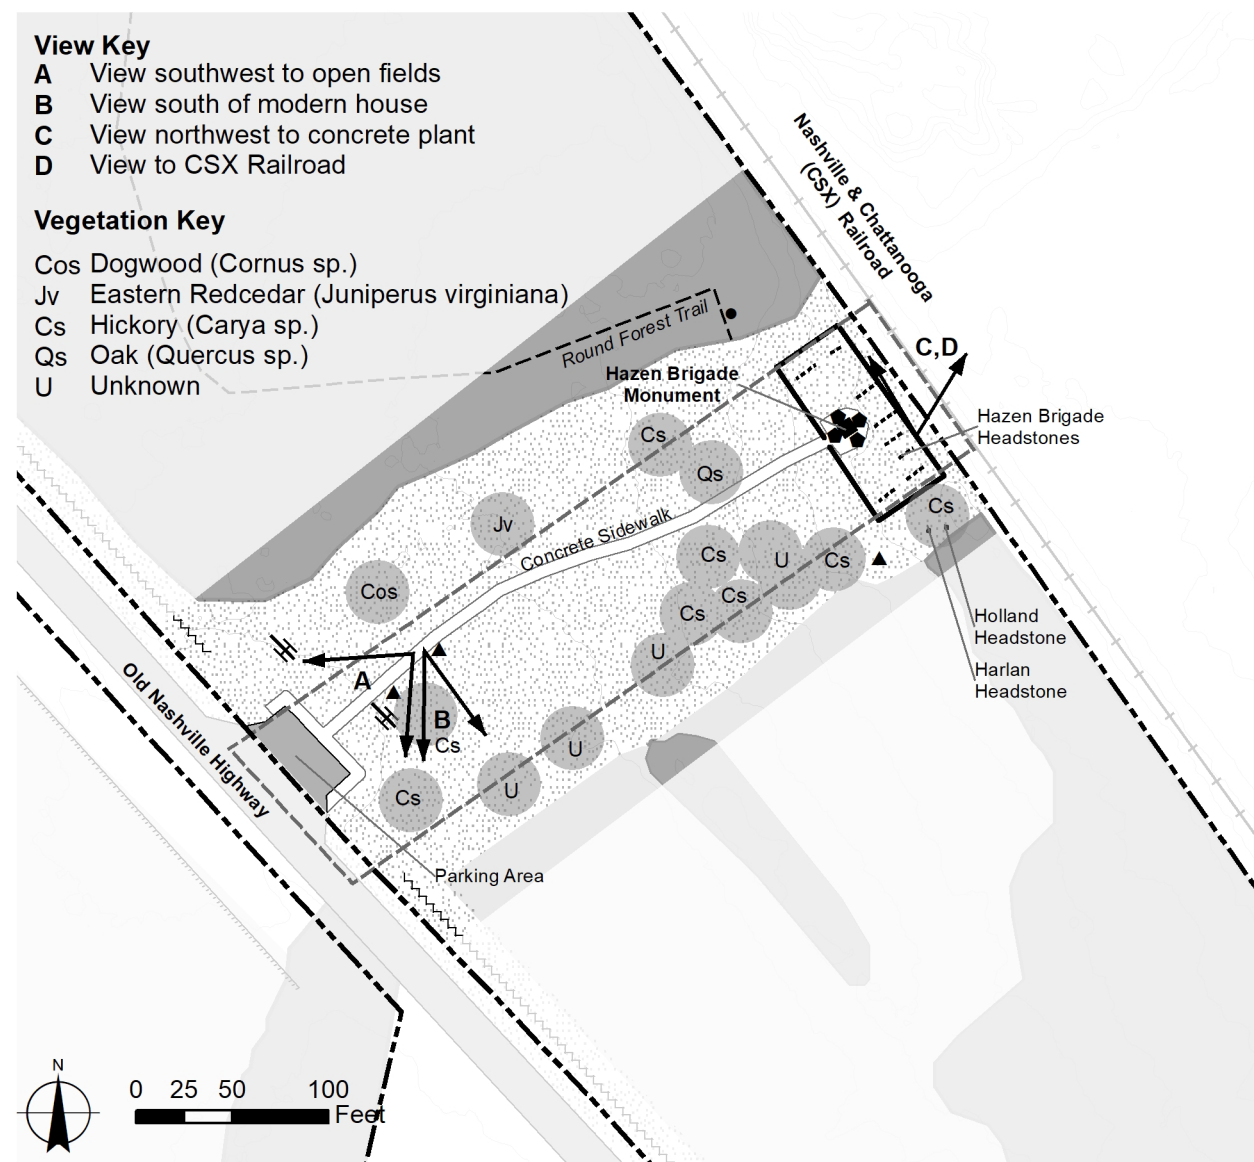 View Key
A View southwest to open fields
B View south of modern house
C View northwest to concrete plant
D View to CSX Railroad
Vegetation Key
Cos Dogwood (Cornus sp.)
Jv Eastern Redcedar (Juniperus virginiana)
Cs Hickory (Carya sp.)
Qs Oak (Quercus sp.)
U Unknown
Nashville & Chattanooga
(CSX) Railroad
Round Forest Trail
C,D
Hazen Brigade
Monument
Hazen Brigade
Headstones
Cs
Qs
Cs
Jv
Concrete Sidewalk
Cs
U
Cs
Cos
Cs
Cs
Holland
Headstone
U
Harlan
Headstone
A
B
Cs
U
Old Nashville Highway
Cs
U
Parking Area
N
0 25 50 100
Feet